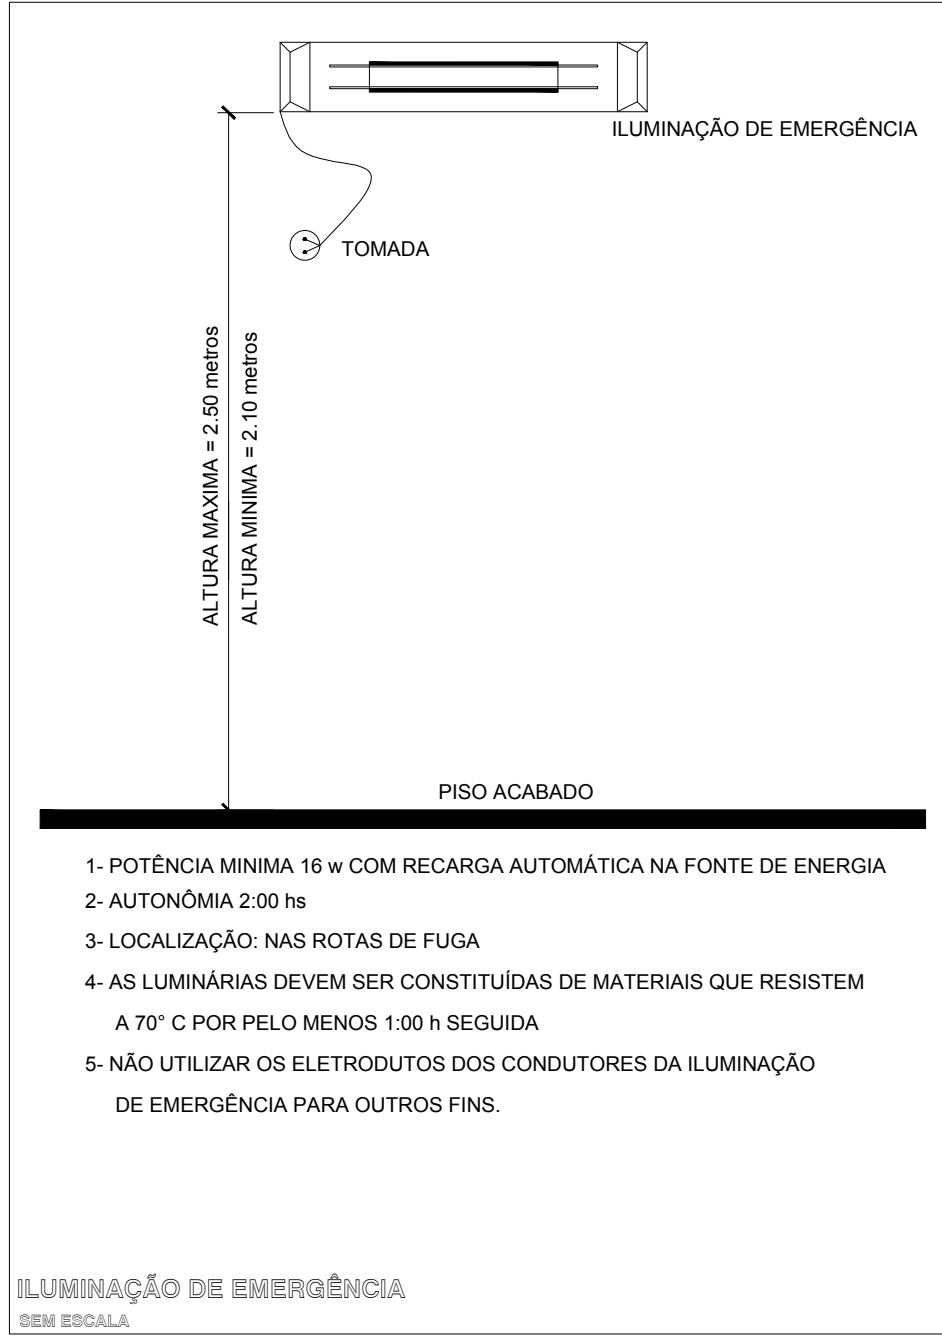 ILUMINAÇÃO DE EMERGÊNCIA
TOMADA
ALTURA MAXIMA = 2.50 metros
ALTURA MINIMA = 2.10 metros
PISO ACABADO
1- POTÊNCIA MINIMA 16 w COM RECARGA AUTOMÁTICA NA FONTE DE ENERGIA
2- AUTONÔMIA 2:00 hs
3- LOCALIZAÇÃO: NAS ROTAS DE FUGA
4- AS LUMINÁRIAS DEVEM SER CONSTITUÍDAS DE MATERIAIS QUE RESISTEM
A 70° C POR PELO MENOS 1:00 h SEGUIDA
5- NÃO UTILIZAR OS ELETRODUTOS DOS CONDUTORES DA ILUMINAÇÃO
DE EMERGÊNCIA PARA OUTROS FINS.
ILUMINAÇÃO DE EMERGÊNCIA
SEM ESCALA